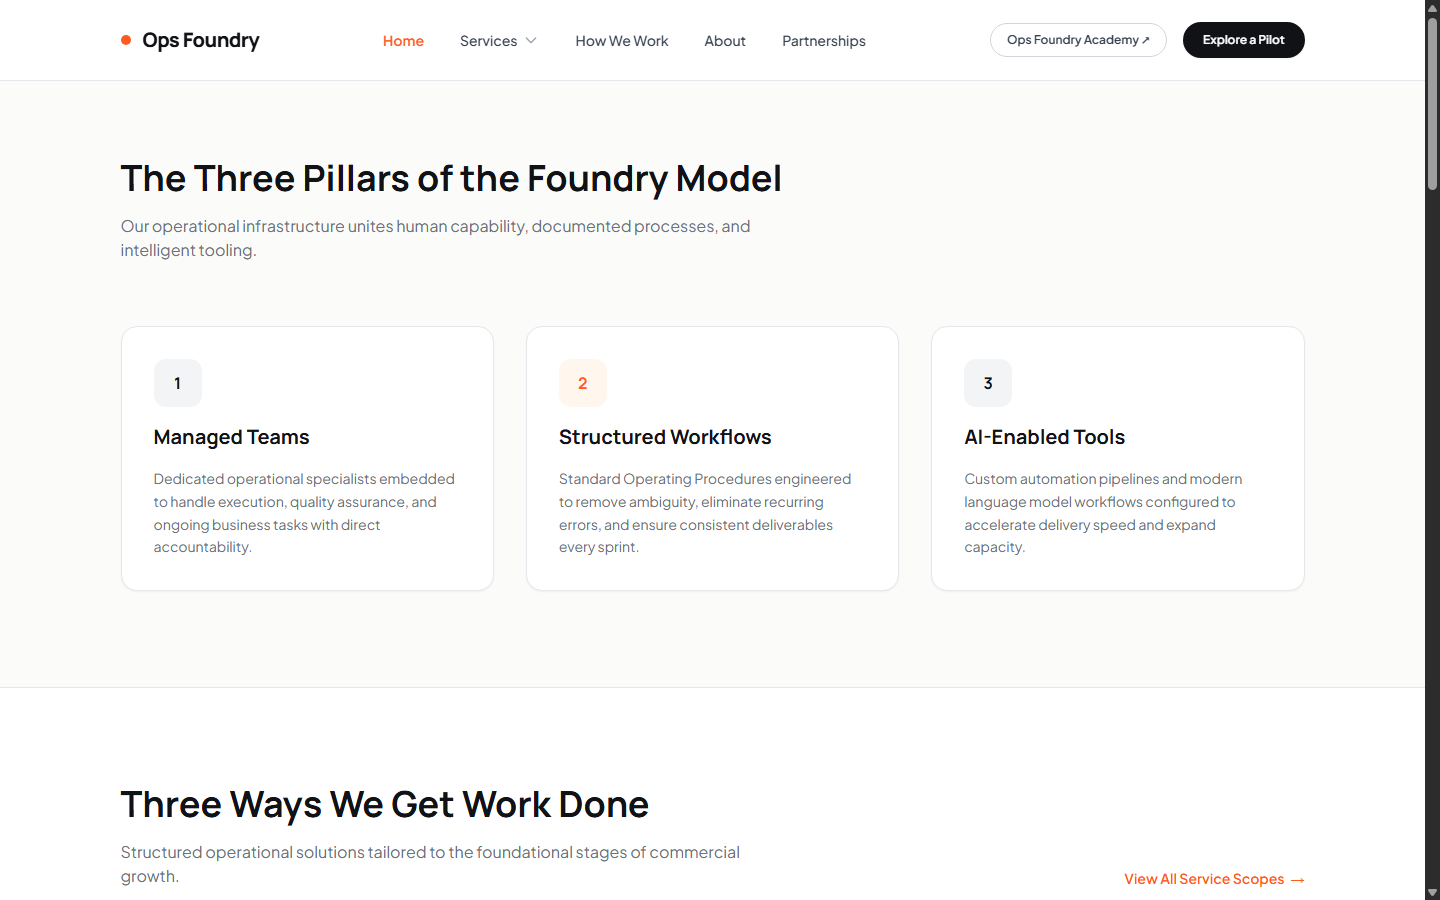 Ops Foundry
Home
Services
How We Work
About
Partnerships
Ops Foundry Academy ↗
Explore a Pilot
The Three Pillars of the Foundry Model
Our operational infrastructure unites human capability, documented processes, and
intelligent tooling.
1
Managed Teams
Dedicated operational specialists embedded
to handle execution, quality assurance, and
ongoing business tasks with direct
accountability.
2
Structured Workflows
Standard Operating Procedures engineered
to remove ambiguity, eliminate recurring
errors, and ensure consistent deliverables
every sprint.
3
AI-Enabled Tools
Custom automation pipelines and modern
language model workflows configured to
accelerate delivery speed and expand
capacity.
Three Ways We Get Work Done
Structured operational solutions tailored to the foundational stages of commercial
growth.
View All Service Scopes →